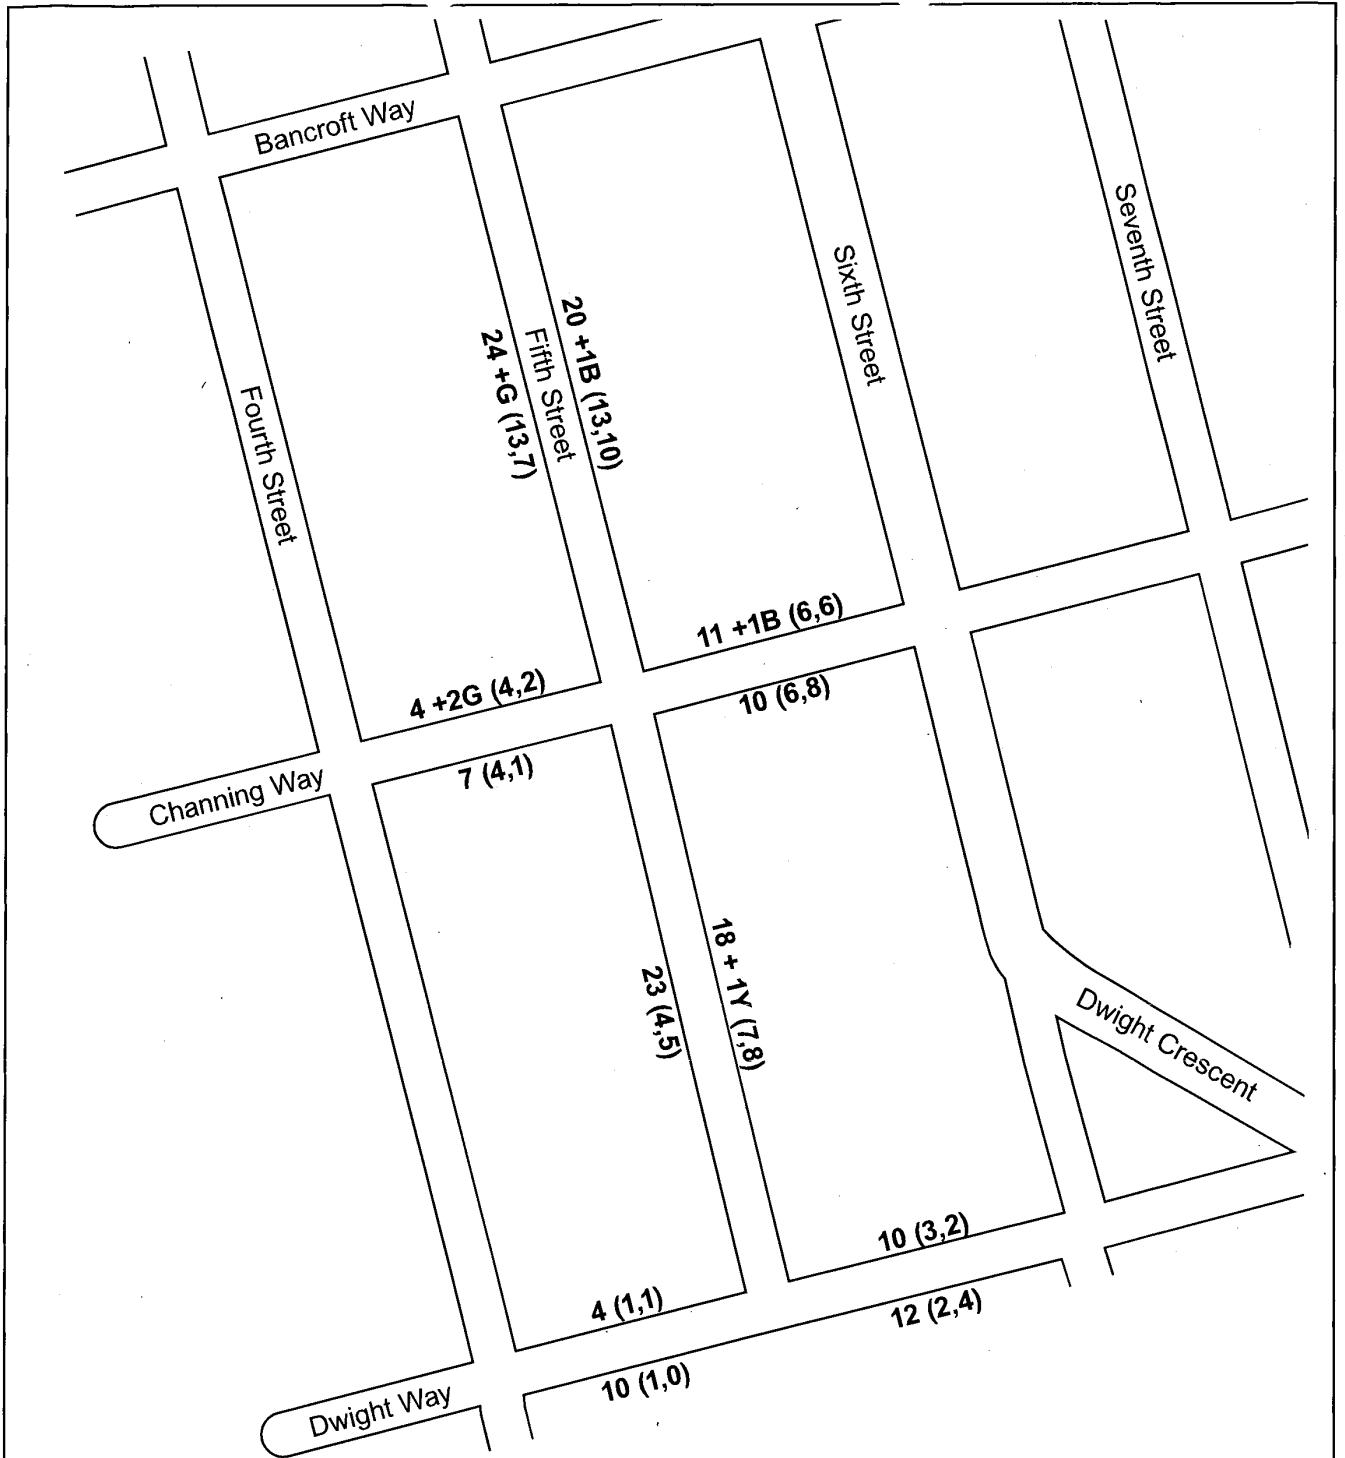 Bancroft Way
Seventh Street
Sixth Street
20 +1B (13,10)
Fifth Street
24 +G (13,7)
Fourth Street
11 +1B (6,6)
4 +2G (4,2)
10 (6,8)
7 (4,1)
Channing Way
18 + 1Y (7,8)
23 (4,5)
Dwight Crescent
10 (3,2)
4 (1,1)
12 (2,4)
10 (1,0)
Dwight Way